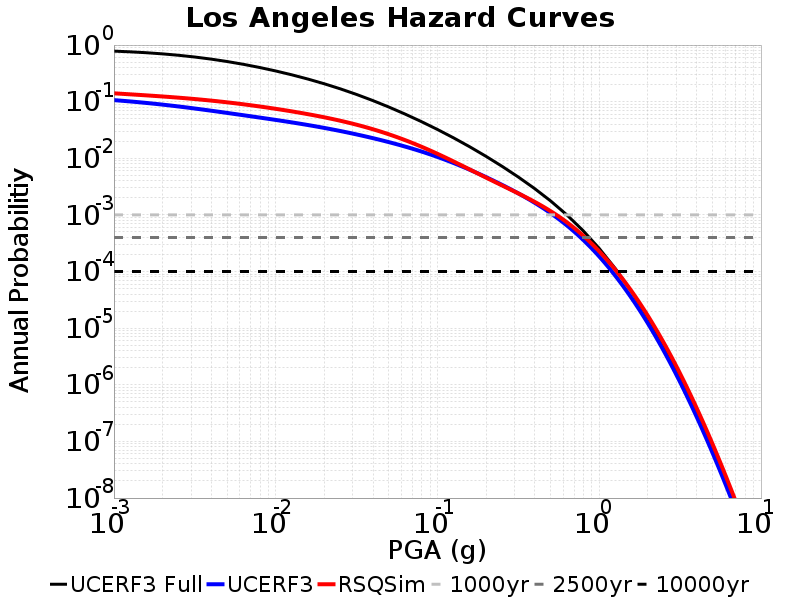 Los Angeles Hazard Curves
10^0
10^-1
10^-2
10^-3
10^-4
10^-5
10^-6
10^-7
10^-8
Annual Probabilitiy
10^-3 10^-2 10^-1 10^0 10^1
PGA (g)
UCERF3 Full UCERF3 RSQSim 1000yr 2500yr 10000yr